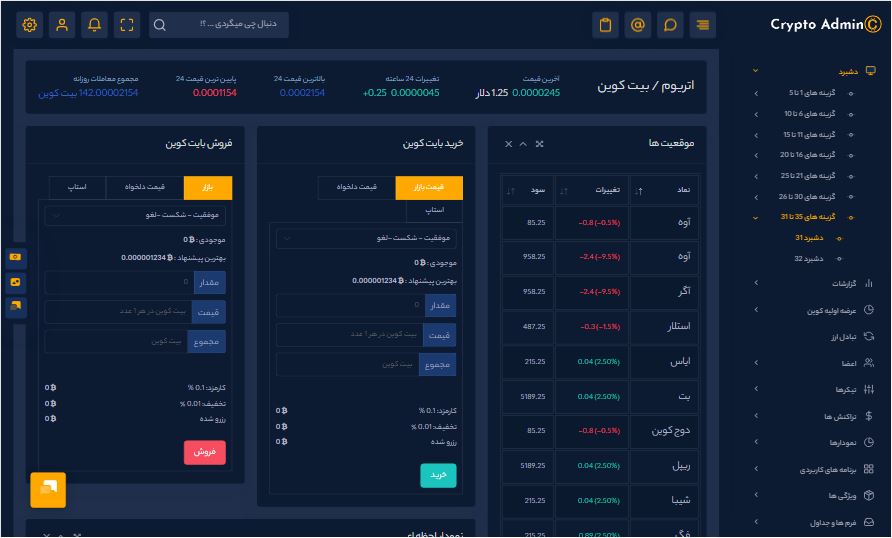 Crypto Admin
دنبال چی میگردی ... ؟!
دشبرد
گزینه های 1 تا 5
گزینه های 6 تا 10
گزینه های 11 تا 15
گزینه های 16 تا 20
گزینه های 21 تا 25
گزینه های 26 تا 30
گزینه های 31 تا 35
دشبرد 31
دشبرد 32
گزارشات
عرضه اولیه کوین
تبادل ارز
اعضا
تیکرها
تراکنش ها
نمودارها
برنامه های کاربردی
ویژگی ها
فرم ها و جداول
اتریوم / بیت کوین
آخرین قیمت
0.0000245 1.25 دلار
تغییرات 24 ساعته
0.0000045 +0.25
بالاترین قیمت 24
0.0002154
پایین ترین قیمت 24
0.0001154
مجموع معاملات روزانه
142.00002154 بیت کوین
موقعیت ها
نماد تغییرات سود
آوه -0.8 (-0.5%) 85.25
آوه -2.4 (-9.5%) 958.25
آگر -2.4 (-9.5%) 958.25
استلار -0.3 (-1.5%) 487.25
ایاس 0.04 (2.50%) 215.25
بت 0.04 (2.50%) 5189.25
دوج کوین -0.8 (-0.5%) 85.25
ریپل 0.04 (2.50%) 5189.25
شیبا 0.04 (2.50%) 215.25
0.89 (2.50%) 215.25
خرید بایت کوین
قیمت بازار
قیمت دلخواه
استاپ
موفقیت - شکست -لغو
موجودی : ₿ 0
بهترین پیشنهاد : ₿ 0.000001234
مقدار 0
قیمت بیت کوین در هر 1 عدد
مجموع بیت کوین
کارمزد: 0.1 % ₿ 0
تخفیف: 0.01 % ₿ 0
رزرو شده ₿ 0
خرید
فروش بایت کوین
بازار
قیمت دلخواه
استاپ
موفقیت - شکست -لغو
موجودی : ₿ 0
بهترین پیشنهاد : ₿ 0.000001234
مقدار 0
قیمت بیت کوین در هر 1 عدد
مجموع بیت کوین
کارمزد: 0.1 % ₿ 0
تخفیف: 0.01 % ₿ 0
رزرو شده ₿ 0
فروش
نمودار لحظه ای